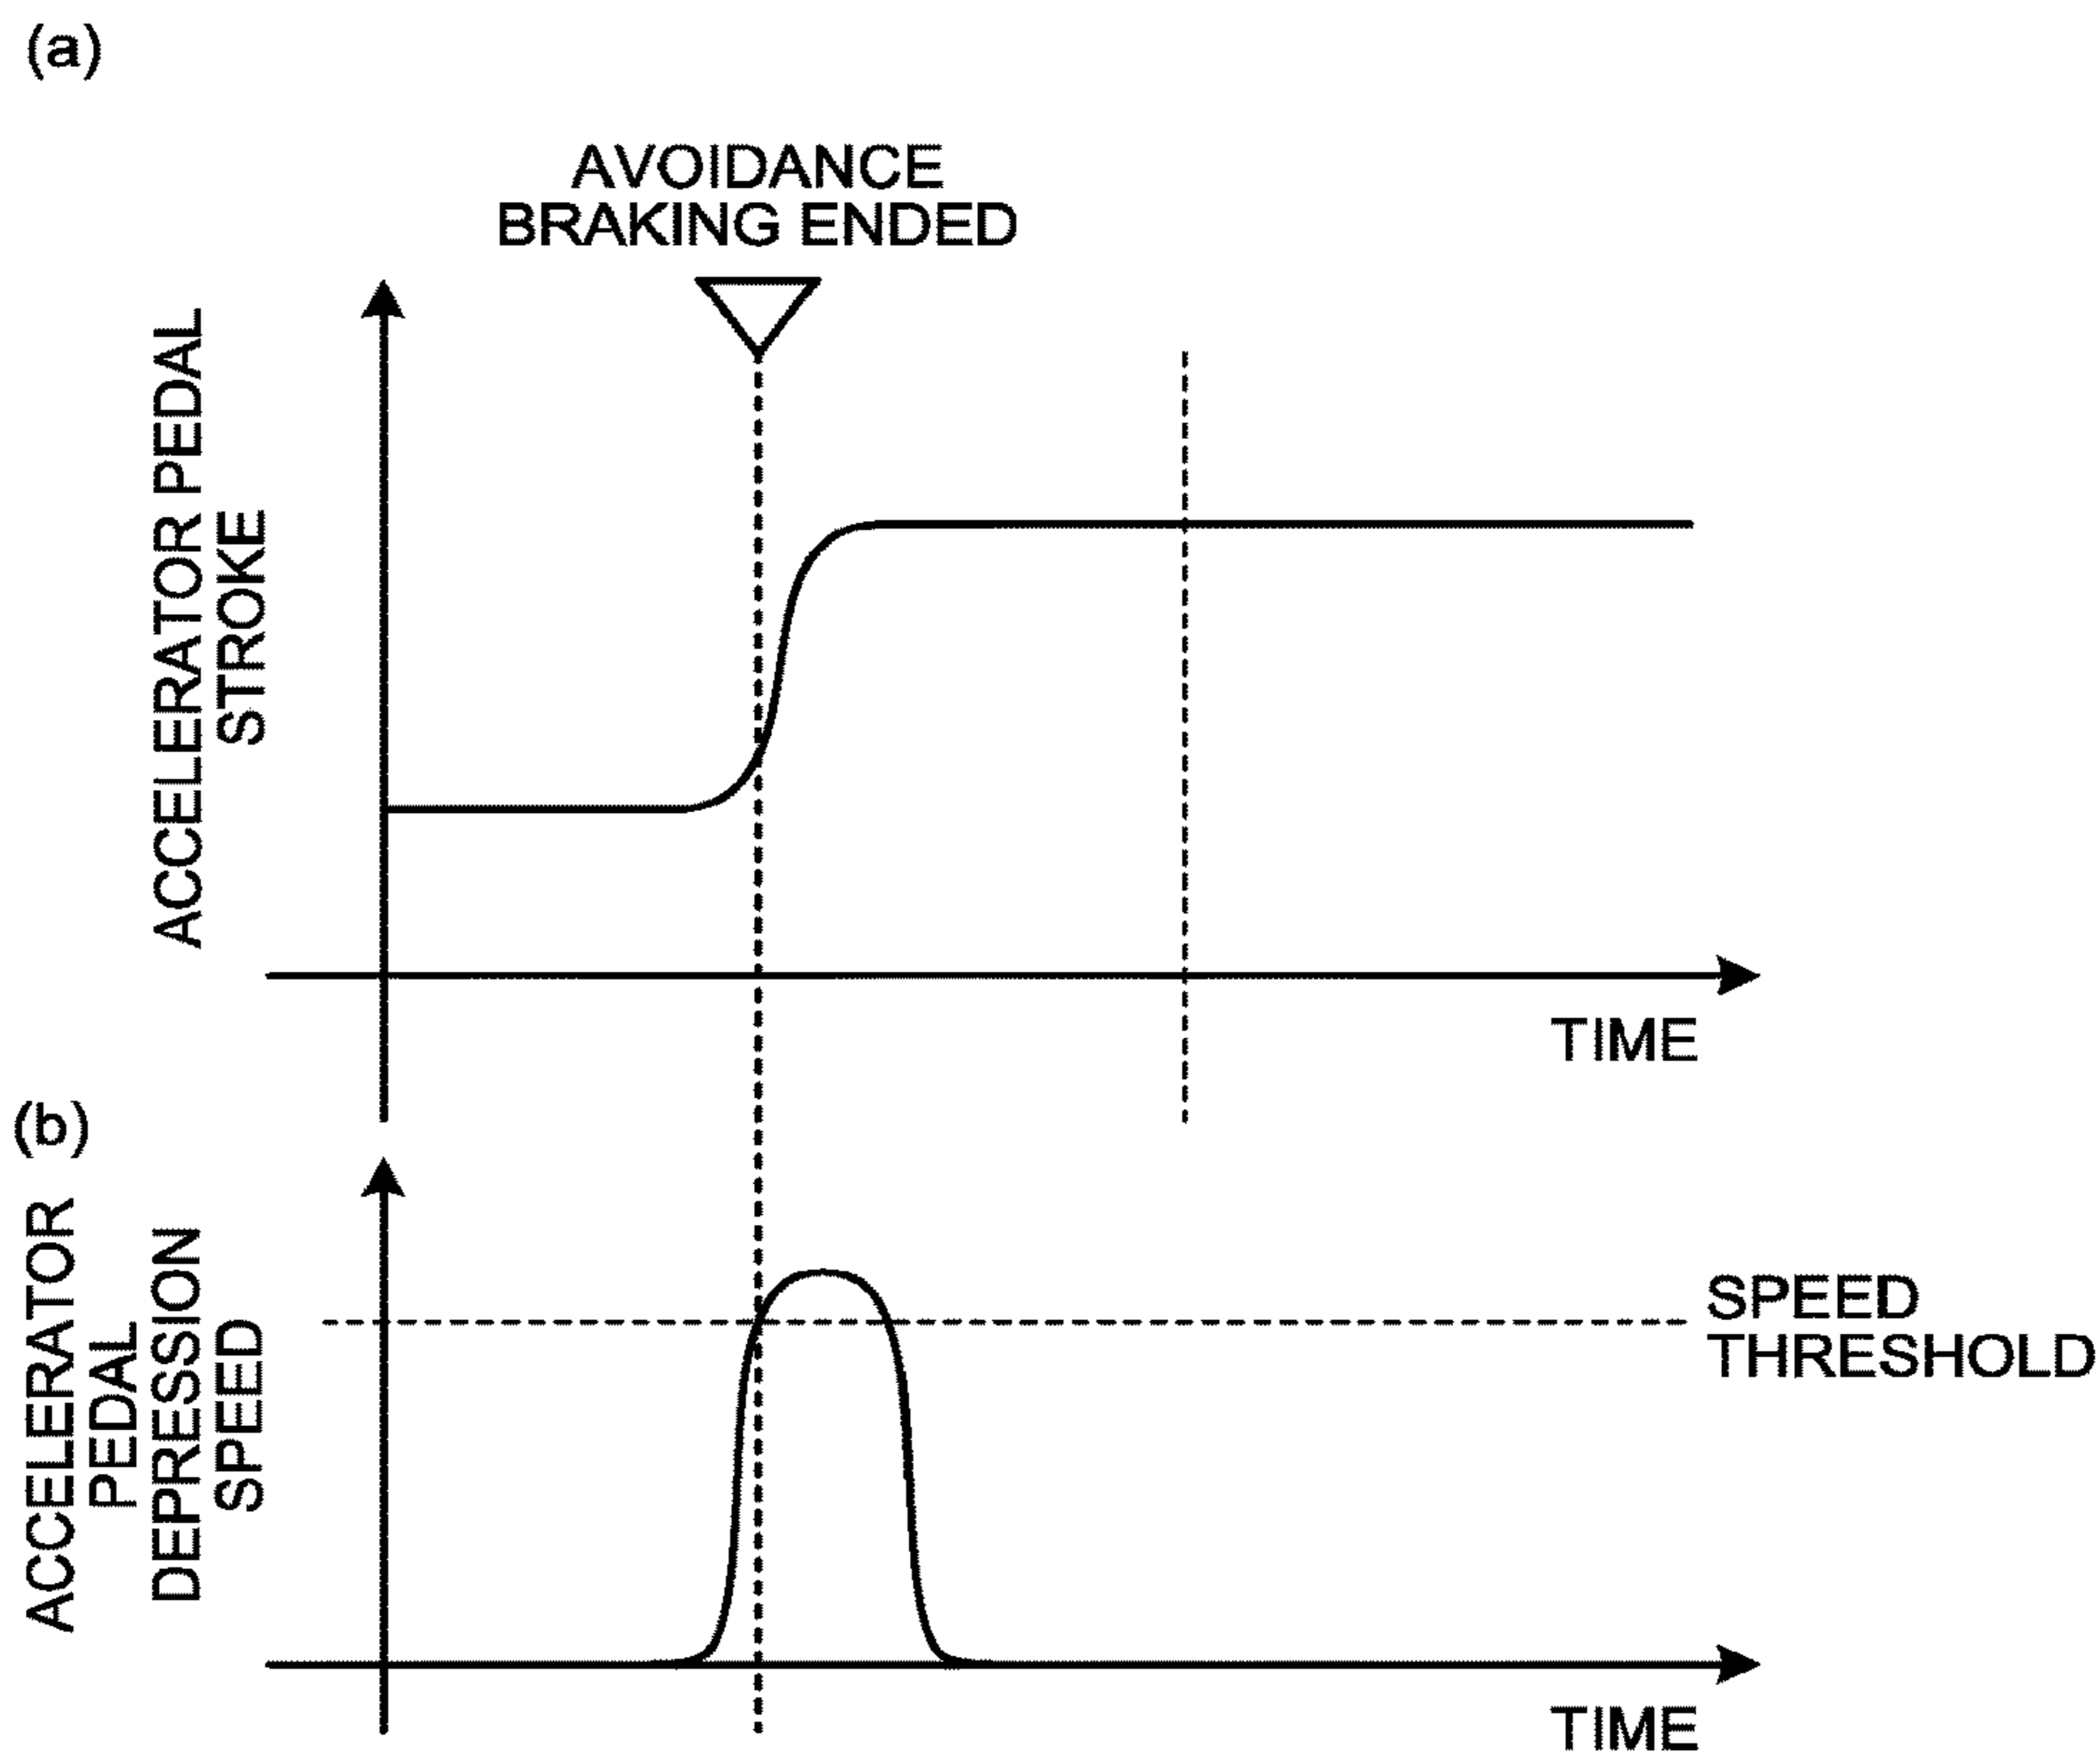 (a)
AVOIDANCE
BRAKING ENDED
ACCELERATOR PEDAL
STROKE
TIME
(b)
ACCELERATOR
PEDAL
DEPRESSION
SPEED
SPEED
THRESHOLD
TIME